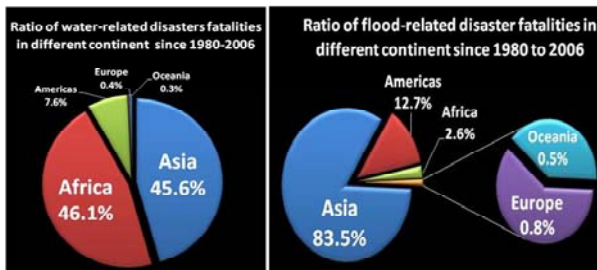 Ratio of water-related disasters fatalities
in different continent since 1980-2006
Europe
0.4%
Oceania
0.3%
Americas
7.6%
Africa
46.1%
Asia
45.6%
Ratio of flood-related disaster fatalities in
different continent since 1980 to 2006
Americas
12.7%
Africa
2.6%
Oceania
0.5%
Europe
0.8%
Asia
83.5%